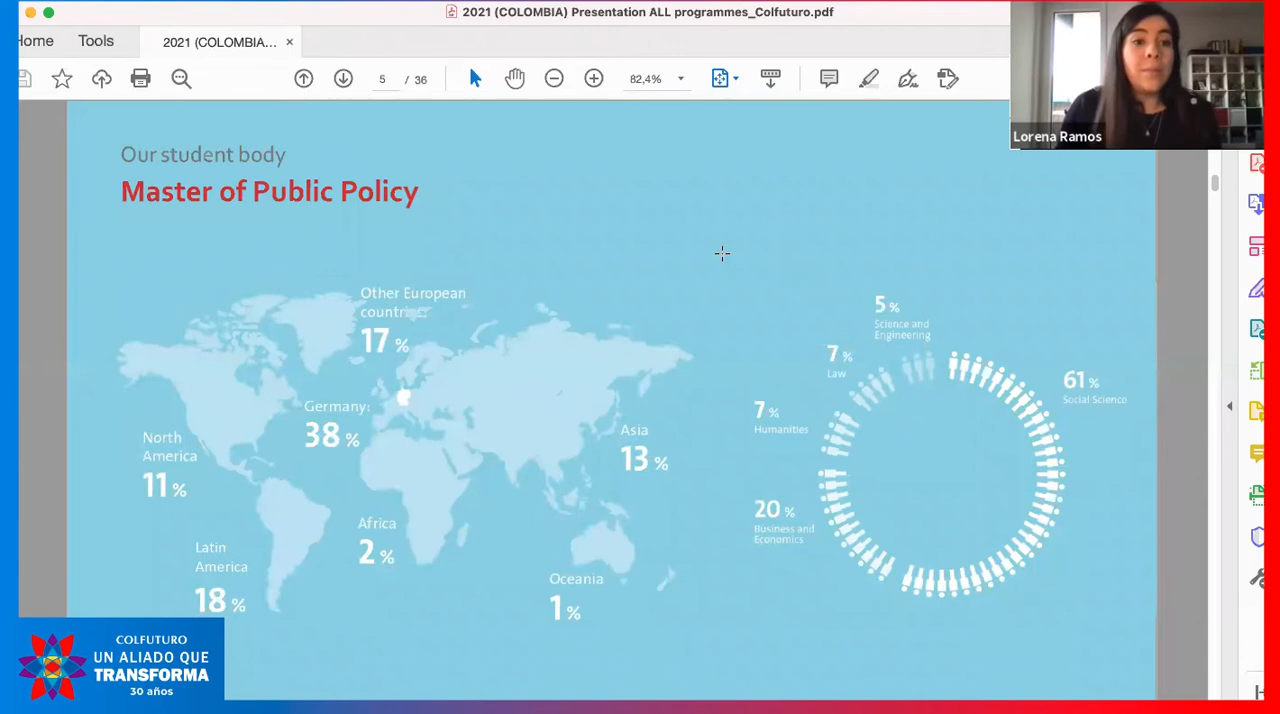 2021 (COLOMBIA) Presentation ALL programmes_Colfuturo.pdf
Home Tools 2021 (COLOMBIA... ×
5 / 36 82,4%
Lorena Ramos
Our student body
Master of Public Policy
Other European
countries:
17 %
Germany:
38 %
North
America
11 %
Asia
13 %
Africa
2 %
Latin
America
18 %
Oceania
1 %
5 %
Science and
Engineering
7 %
Law
61 %
Social Science
7 %
Humanities
20 %
Business and
Economics
COLFUTURO
UN ALIADO QUE
TRANSFORMA
30 años